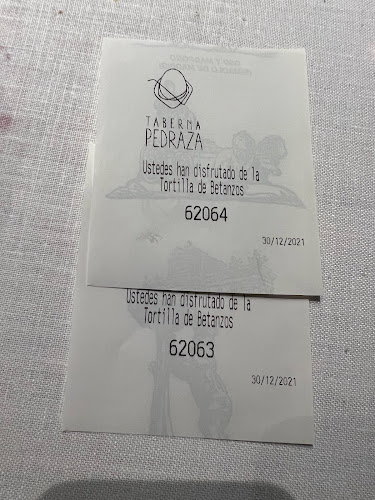 TABERNA
PEDRAZA
Ustedes han disfrutado de la
Tortilla de Betanzos
62064
30/12/2021
Ustedes han disfrutado de la
Tortilla de Betanzos
62063
30/12/2021